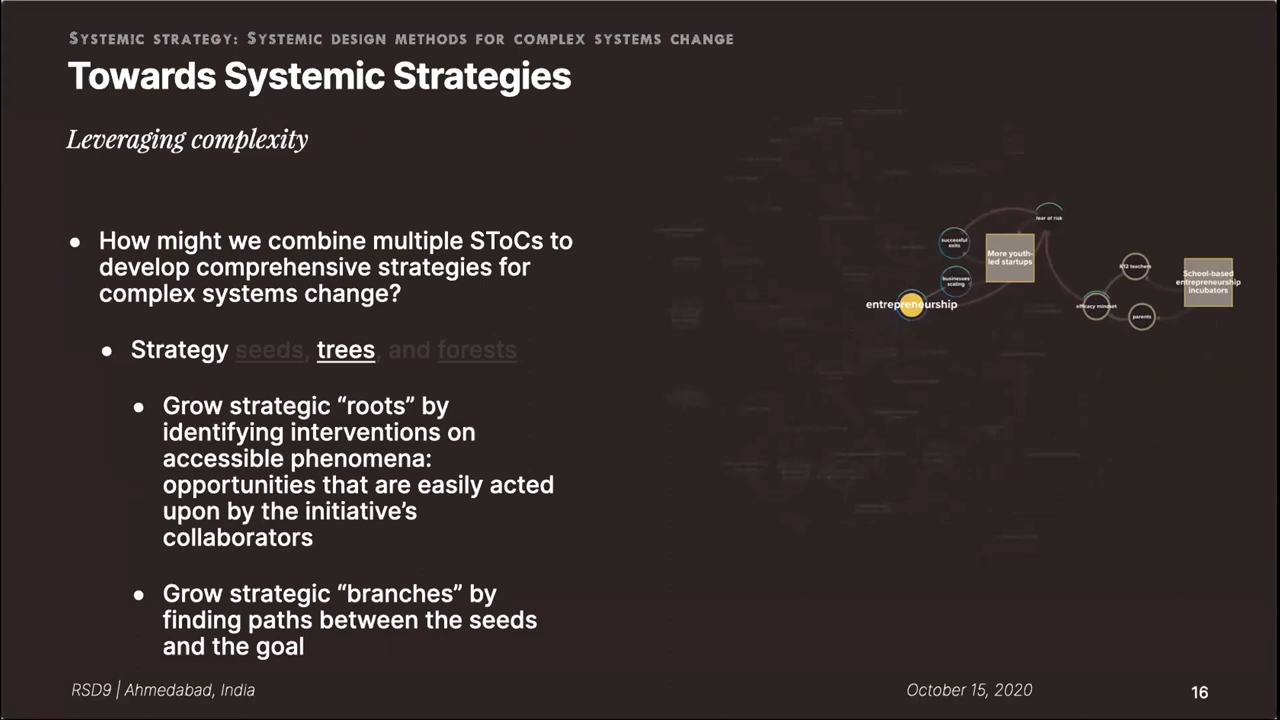 Systemic strategy: Systemic design methods for complex systems change
Towards Systemic Strategies
Leveraging complexity
• How might we combine multiple SToCs to
develop comprehensive strategies for
complex systems change?
• Strategy seeds, trees, and forests
• Grow strategic “roots” by
identifying interventions on
accessible phenomena:
opportunities that are easily acted
upon by the initiative’s
collaborators
• Grow strategic “branches” by
finding paths between the seeds
and the goal
fear of risk
successful
exits
More youth-
led startups
businesses
scaling
entrepreneurship
K12 teachers
efficacy mindset
parents
School-based
entrepreneurship
incubators
RSD9 | Ahmedabad, India
October 15, 2020
16